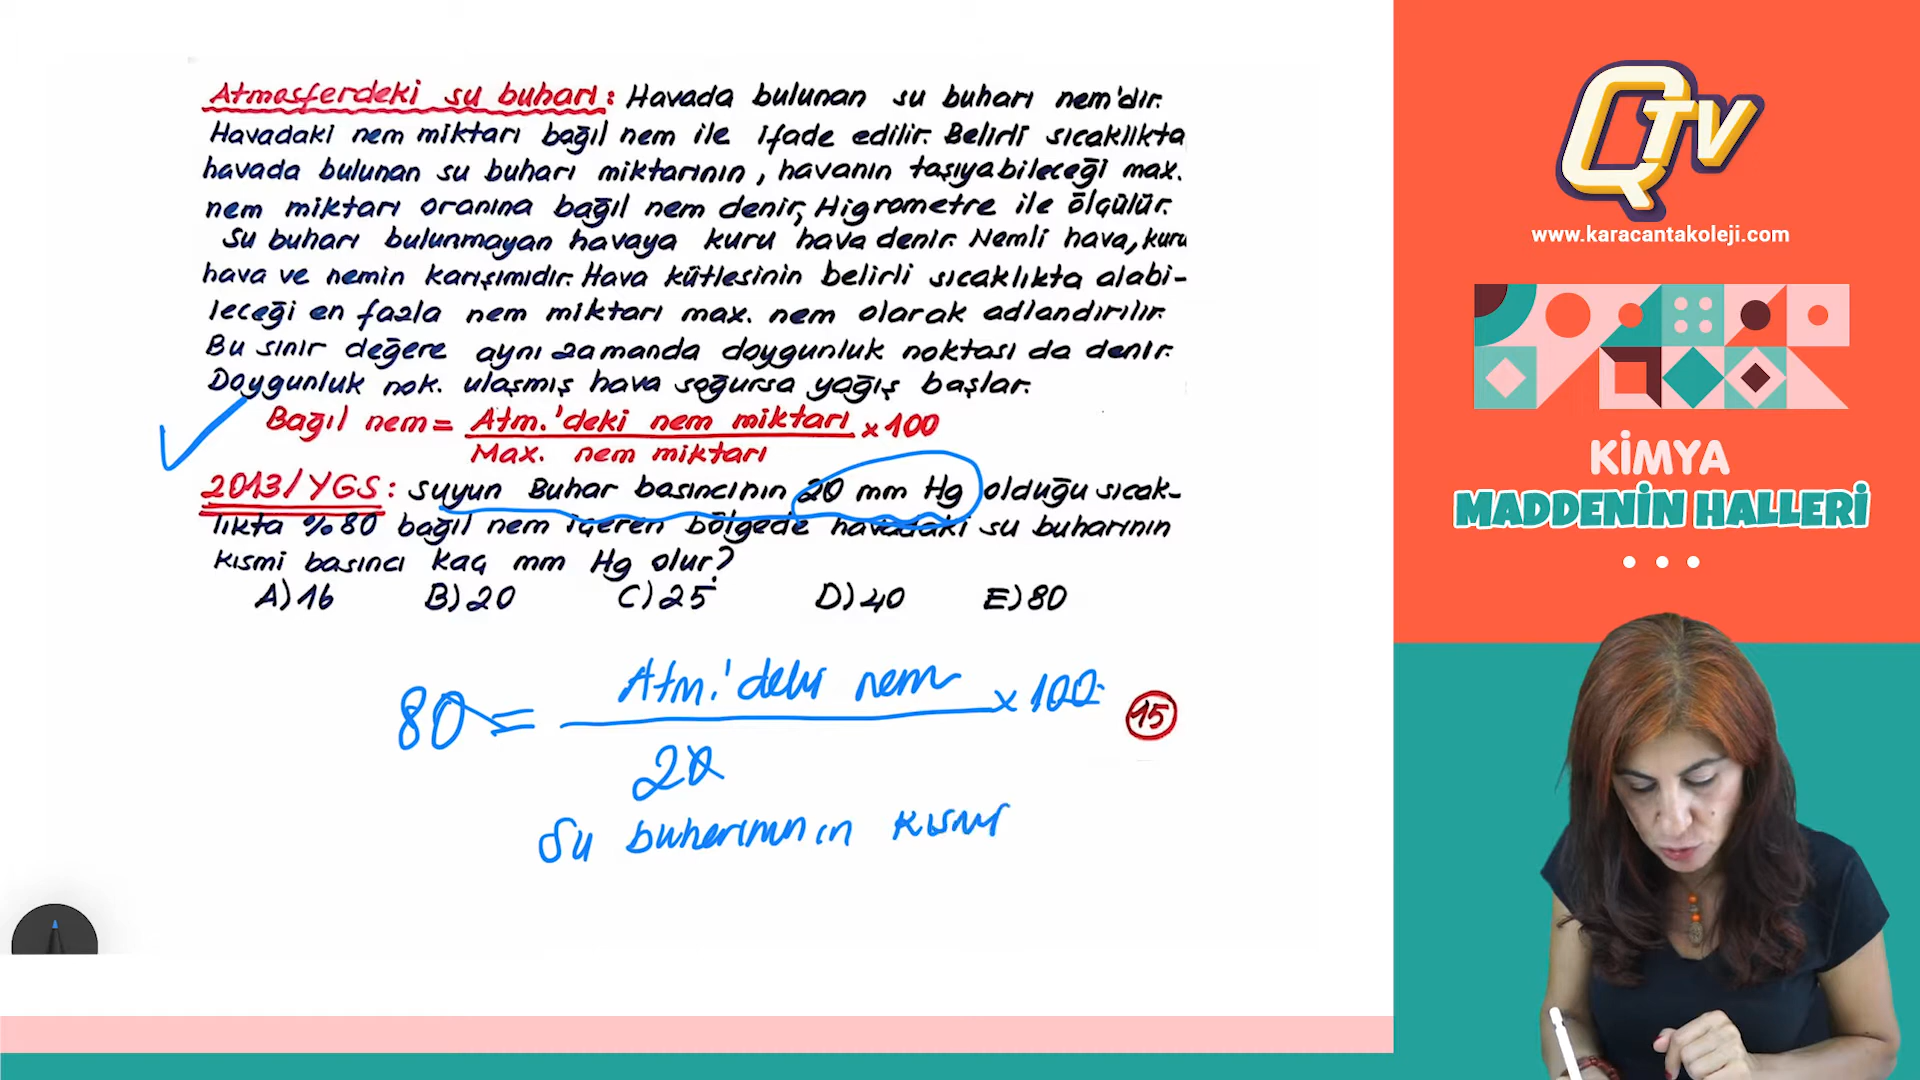 Atmosferdeki su buharı: Havada bulunan su buharı nem'dır.
Havadaki nem miktarı bağıl nem ile ifade edilir. Belirli sıcaklıkta
havada bulunan su buharı miktarının, havanın taşıyabileceği max.
nem miktarı oranına bağıl nem denir, Higrometre ile ölçülür.
Su buharı bulunmayan havaya kuru hava denir. Nemli hava, kuru
hava ve nemin karışımıdır. Hava kütlesinin belirli sıcaklıkta alabi-
leceği en fazla nem miktarı max. nem olarak adlandırılır.
Bu sınır değere aynı zamanda doygunluk noktası da denir.
Doygunluk nok. ulaşmış hava soğursa yağış başlar.
Bağıl nem = Atm.'deki nem miktarı x 100
Max. nem miktarı
2013/YGS: Suyun Buhar basıncının 20 mm Hg olduğu sıcak-
lıkta %80 bağıl nem içeren bölgede havadaki su buharının
kısmi basıncı kaç mm Hg olur?
A) 16 B) 20 C) 25 D) 40 E) 80
80 = Atm.'deki nem x 100
20
15
Su buharının kısmi
QTV
www.karacantakoleji.com
KİMYA
MADDENİN HALLERİ